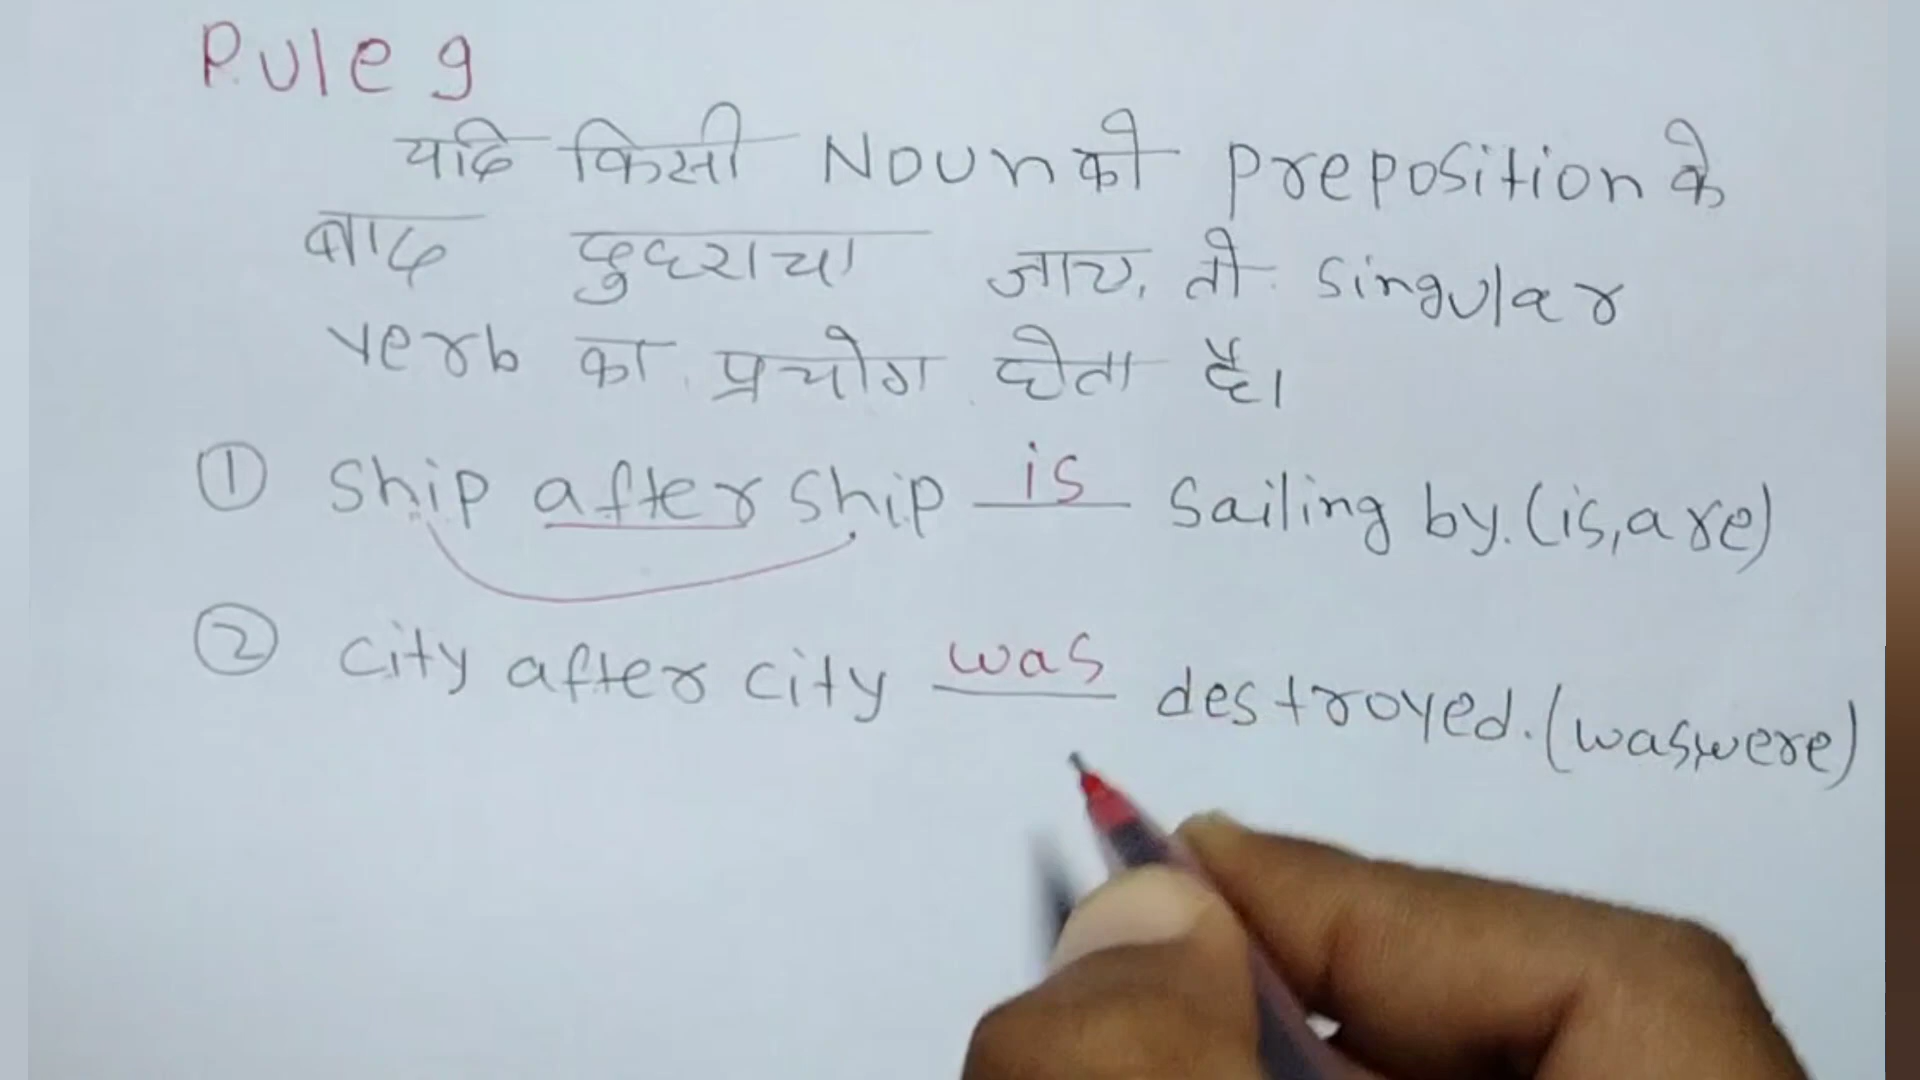 Rule 9
यदि किसी Noun को preposition के
बाद दुहराया जाय, तो singular
verb का प्रयोग होता है।
① Ship after ship is sailing by. (is, are)
② City after city was destroyed. (was, were)